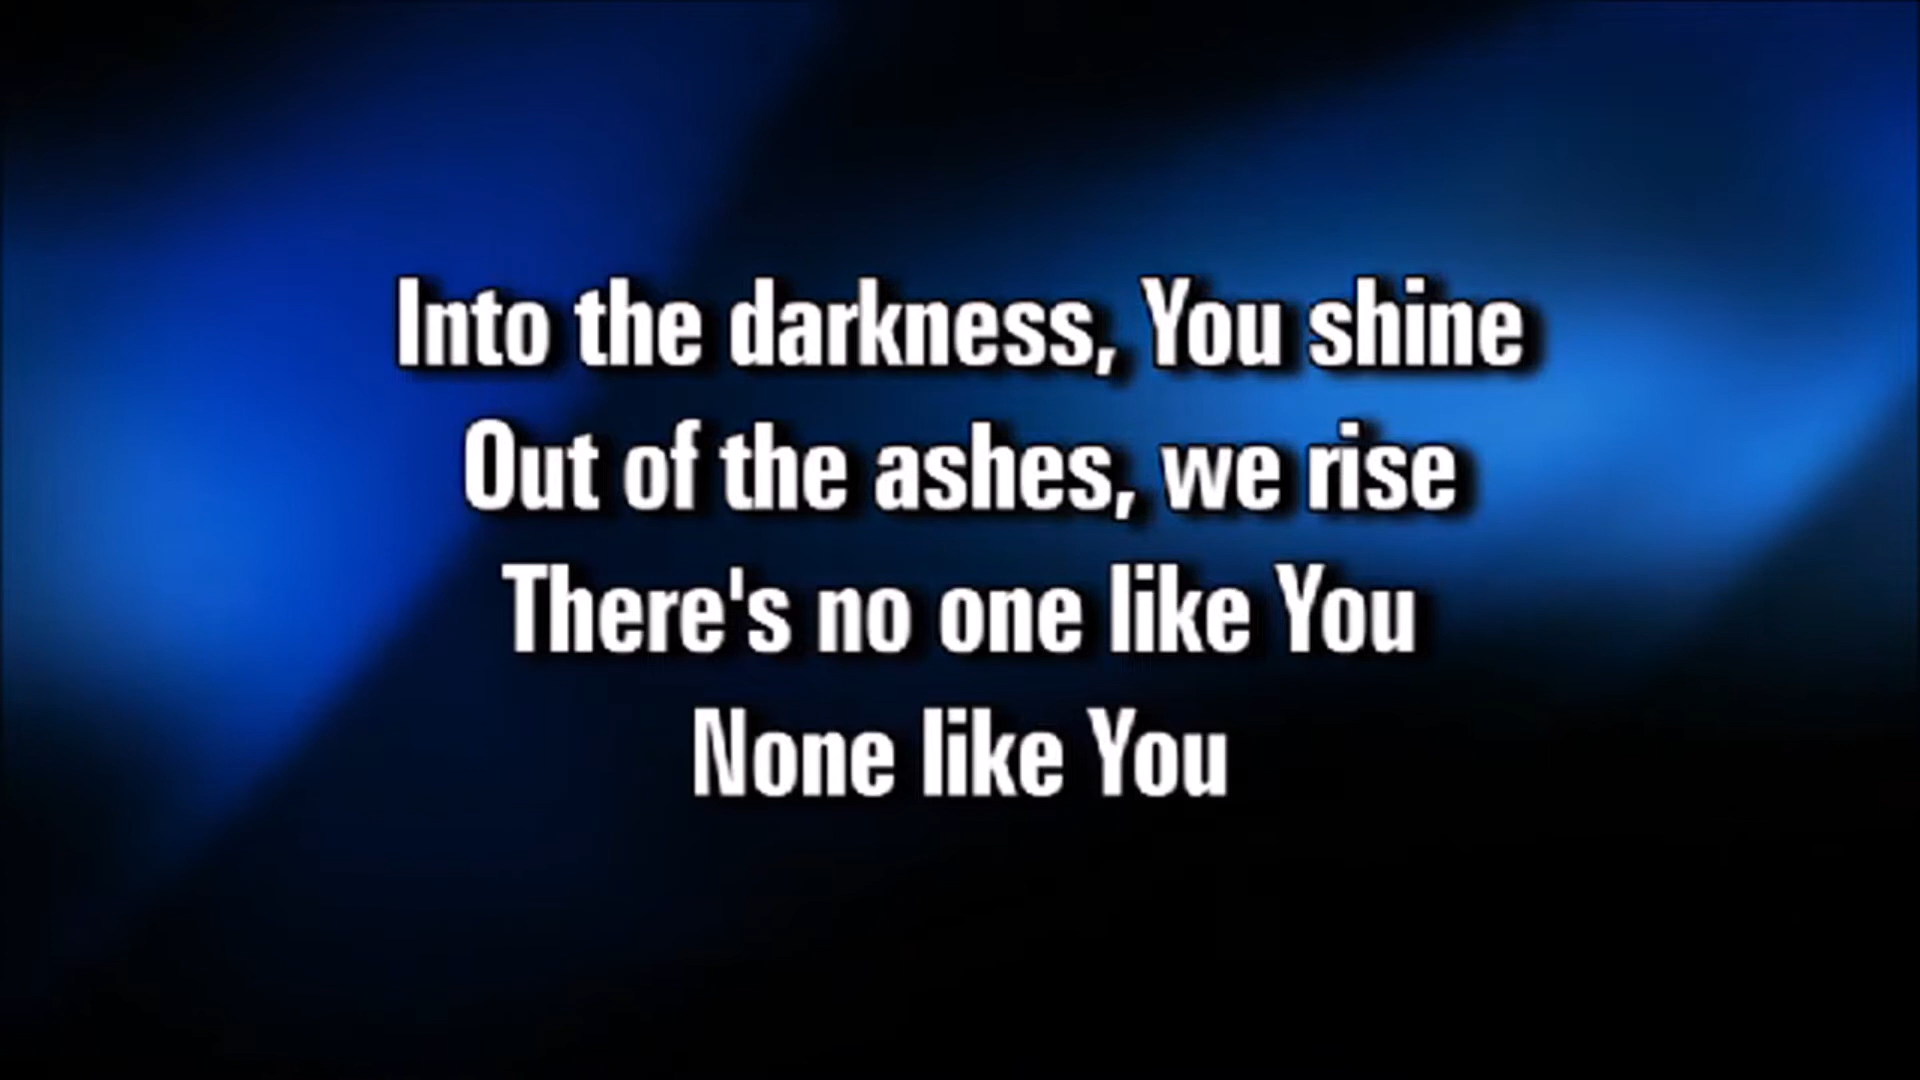 Into the darkness, You shine
Out of the ashes, we rise
There's no one like You
None like You